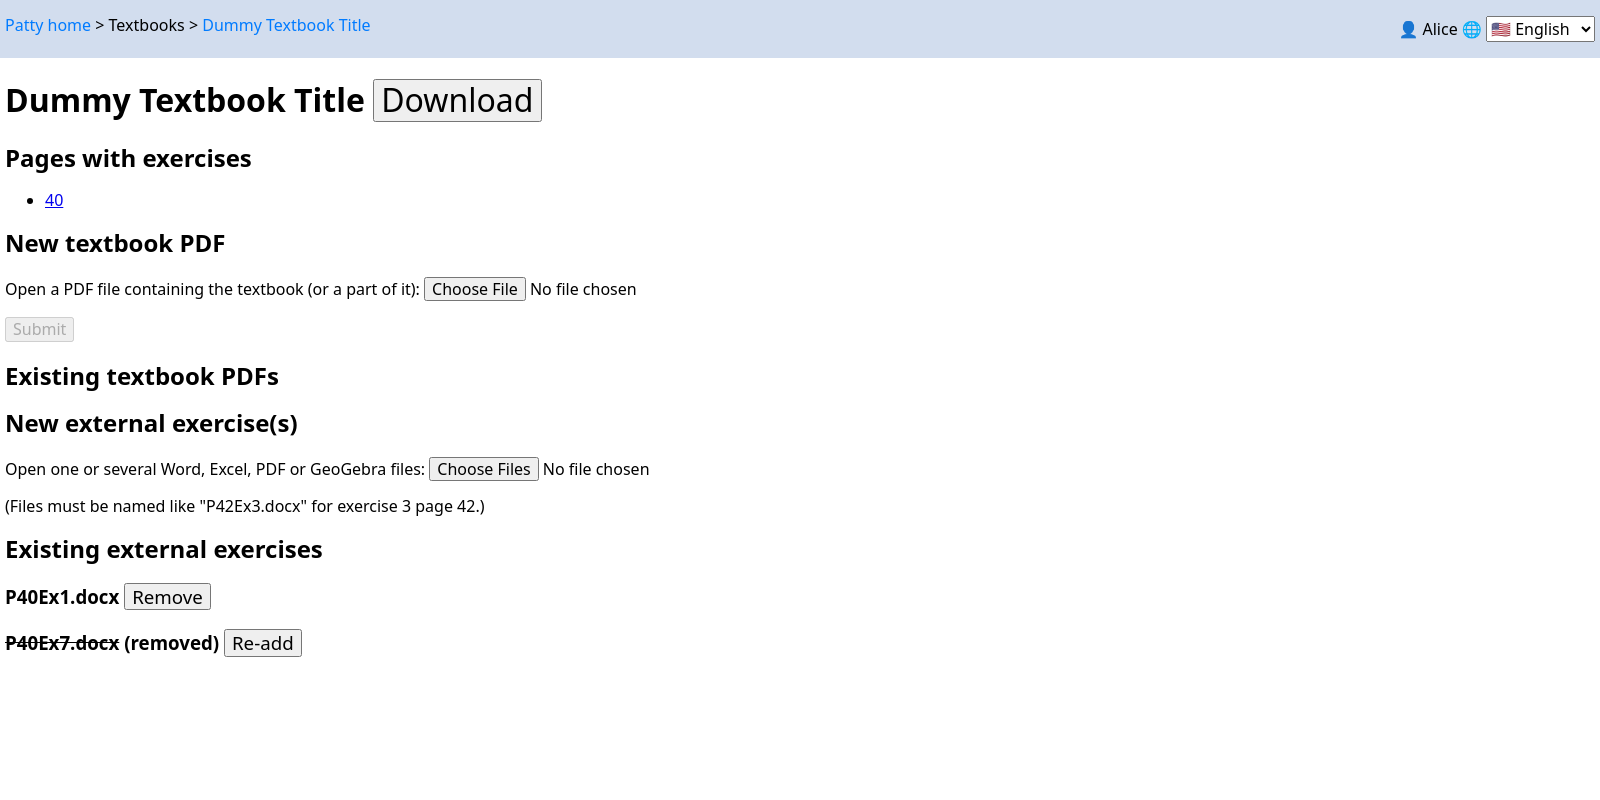 Patty home > Textbooks > Dummy Textbook Title
👤 Alice 🌐 🇺🇸 English
Dummy Textbook Title Download
Pages with exercises
• 40
New textbook PDF
Open a PDF file containing the textbook (or a part of it): Choose File No file chosen
Submit
Existing textbook PDFs
New external exercise(s)
Open one or several Word, Excel, PDF or GeoGebra files: Choose Files No file chosen
(Files must be named like "P42Ex3.docx" for exercise 3 page 42.)
Existing external exercises
P40Ex1.docx Remove
P40Ex7.docx (removed) Re-add